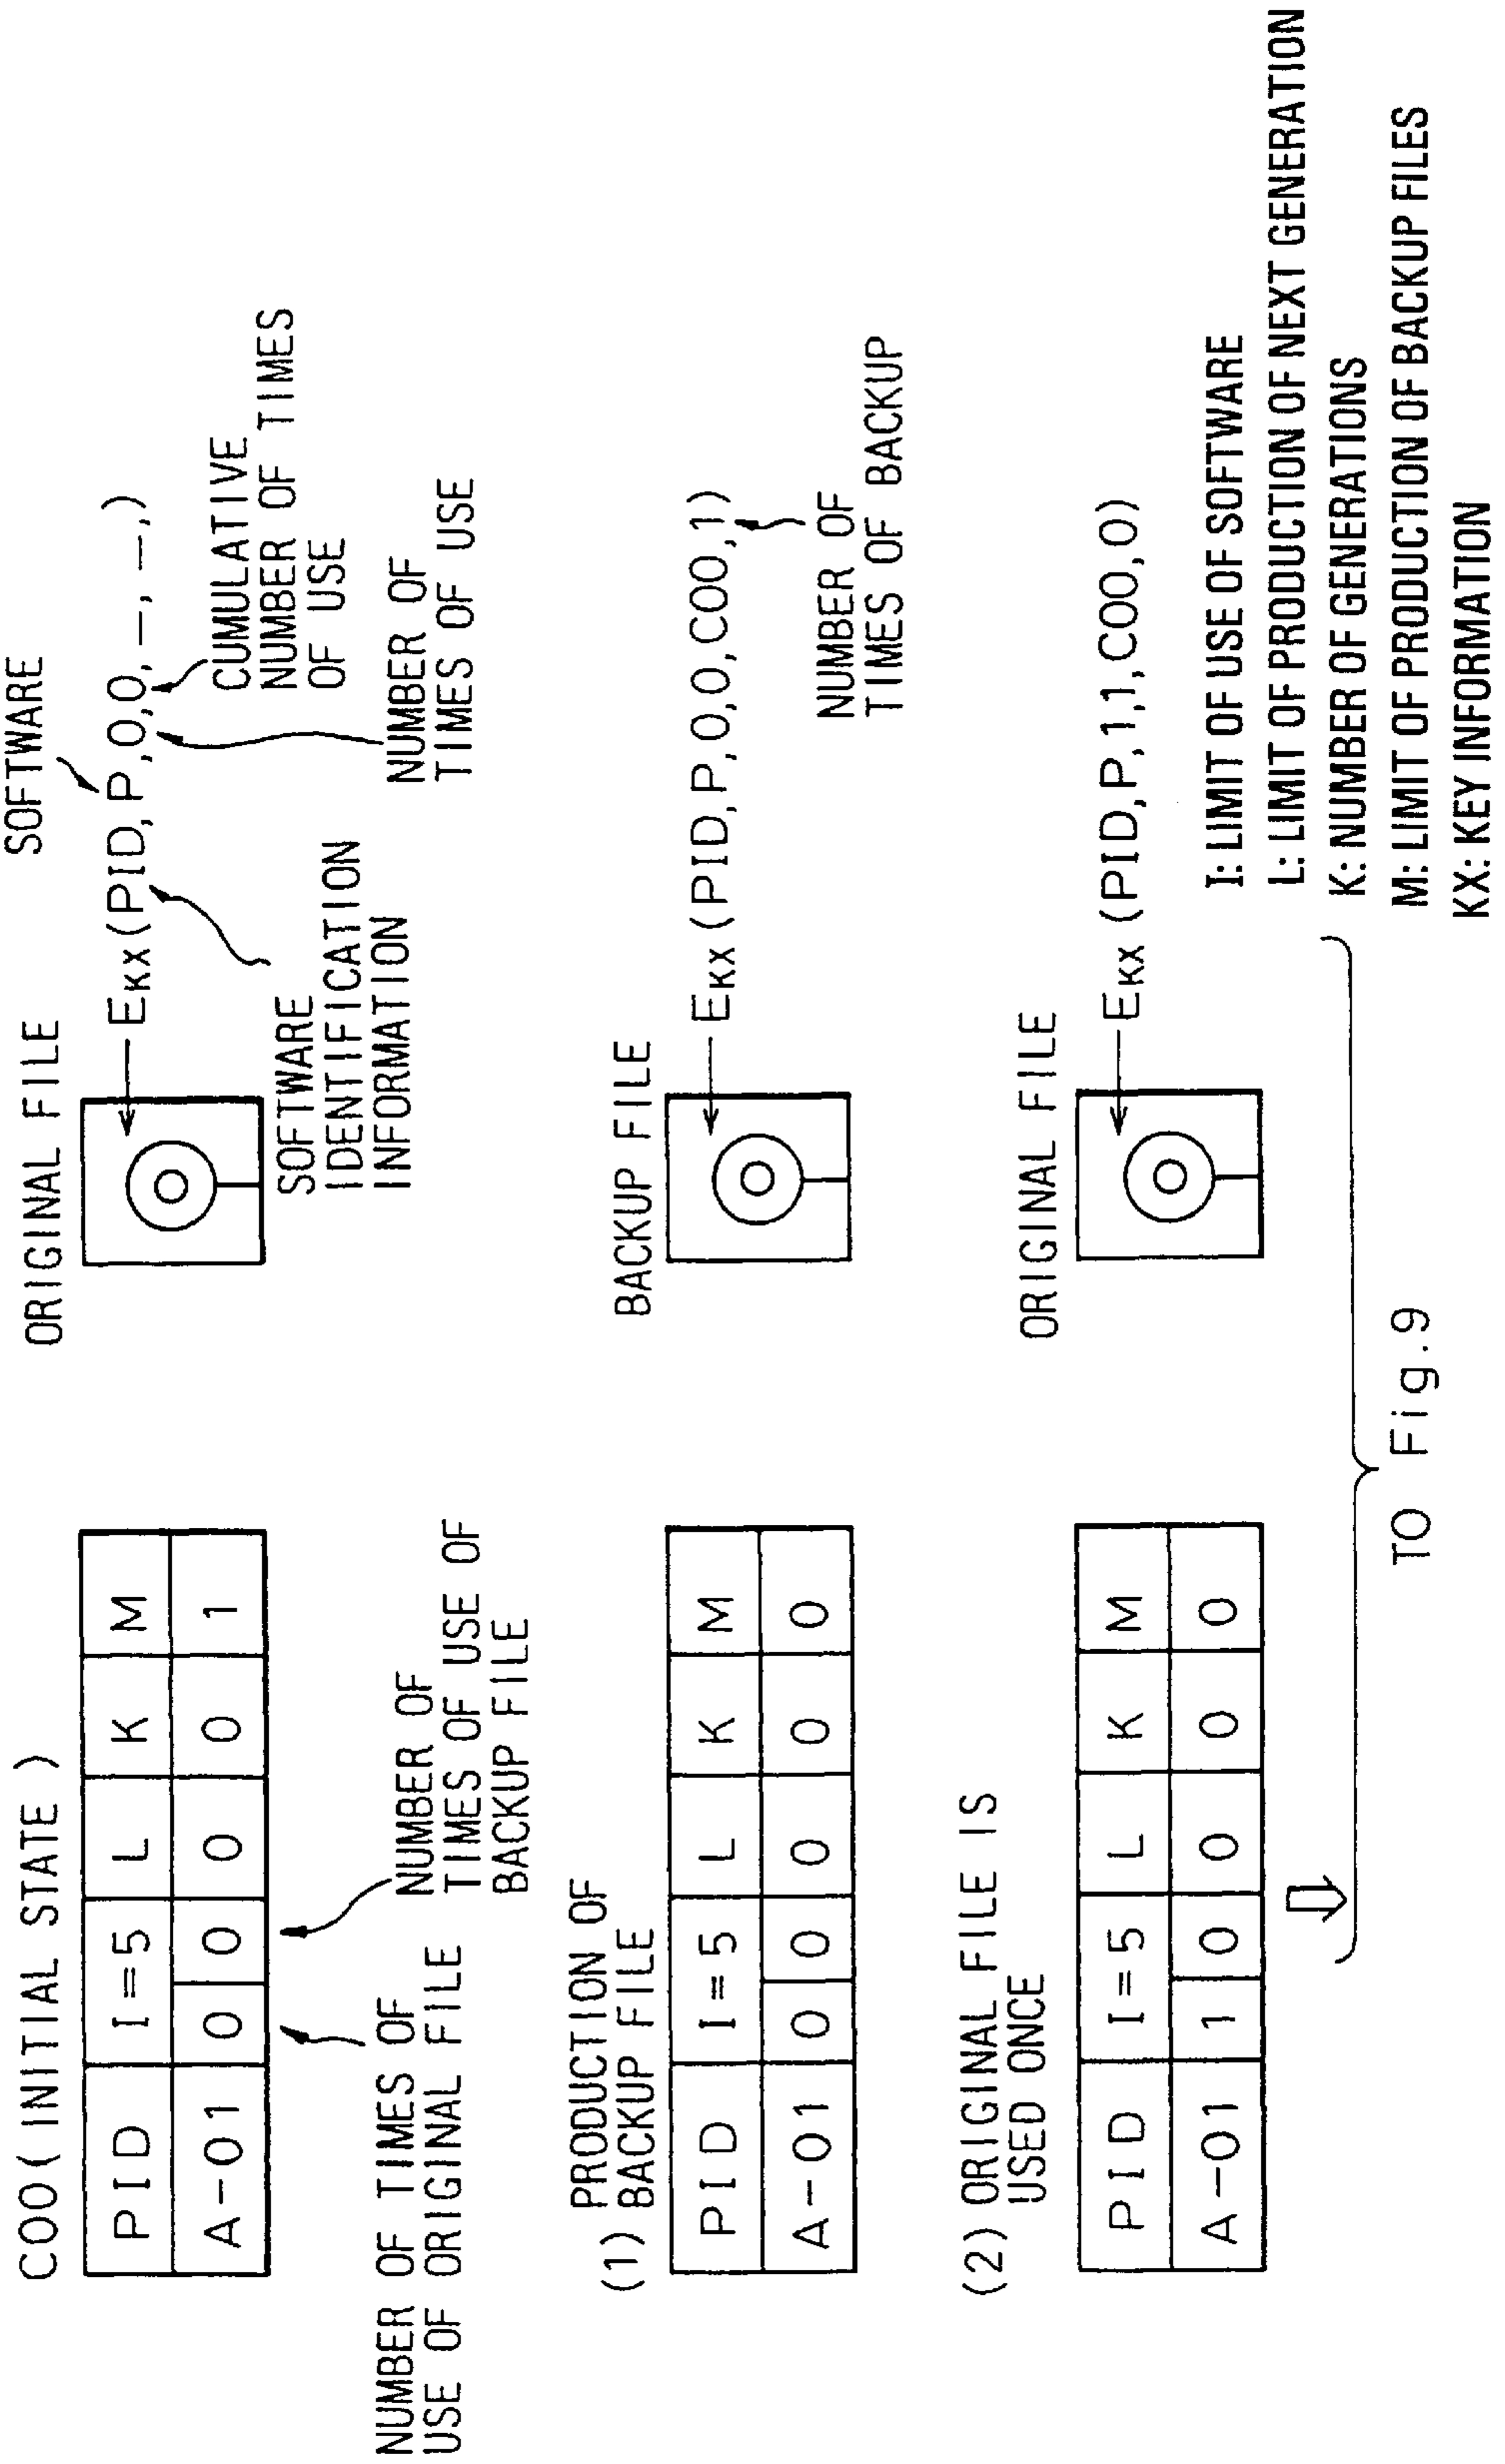 COO (INITIAL STATE)
PID I=5 L K M
A-01 0 0 0 0 1
NUMBER OF TIMES OF
USE OF ORIGINAL FILE
NUMBER OF
TIMES OF USE OF
BACKUP FILE
ORIGINAL FILE
EKX(PID,P,0,0,—,—,)
SOFTWARE
SOFTWARE
IDENTIFICATION
INFORMATION
CUMULATIVE
NUMBER OF TIMES
OF USE
NUMBER OF
TIMES OF USE
(1) PRODUCTION OF
BACKUP FILE
PID I=5 L K M
A-01 0 0 0 0 0
BACKUP FILE
EKX (PID,P,0,0,COO,1)
NUMBER OF
TIMES OF BACKUP
(2) ORIGINAL FILE IS
USED ONCE
PID I=5 L K M
A-01 1 0 0 0 0
ORIGINAL FILE
EKX (PID,P,1,1,COO,0)
TO Fig.9
I: LIMIT OF USE OF SOFTWARE
L: LIMIT OF PRODUCTION OF NEXT GENERATION
K: NUMBER OF GENERATIONS
M: LIMIT OF PRODUCTION OF BACKUP FILES
KX: KEY INFORMATION